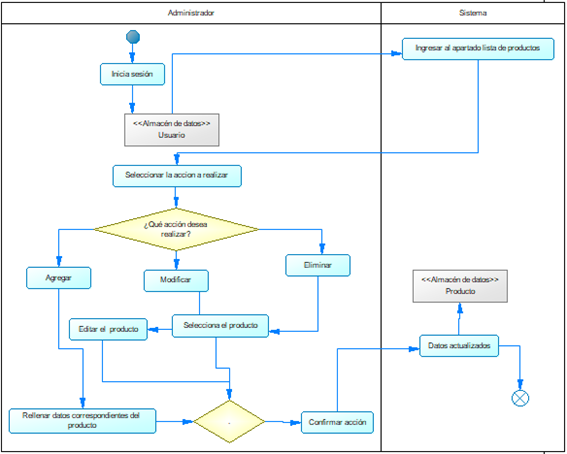 Administrador
Sistema
Inicia sesión
Ingresar al apartado lista de productos
<<Almacén de datos>>
Usuario
Seleccionar la accion a realizar
¿Qué acción desea
realizar?
Agregar
Modificar
Eliminar
<<Almacén de datos>>
Producto
Editar el producto
Selecciona el producto
Datos actualizados
Rellenar datos correspondientes del
producto
.
Confirmar acción